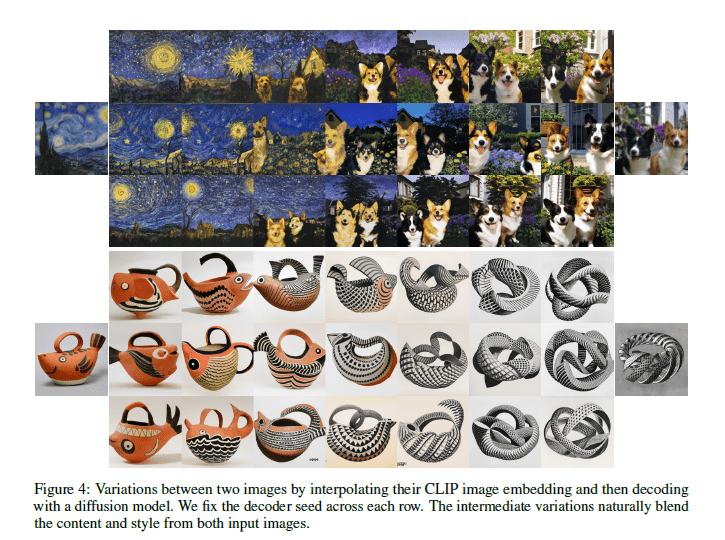 Figure 4: Variations between two images by interpolating their CLIP image embedding and then decoding
with a diffusion model. We fix the decoder seed across each row. The intermediate variations naturally blend
the content and style from both input images.